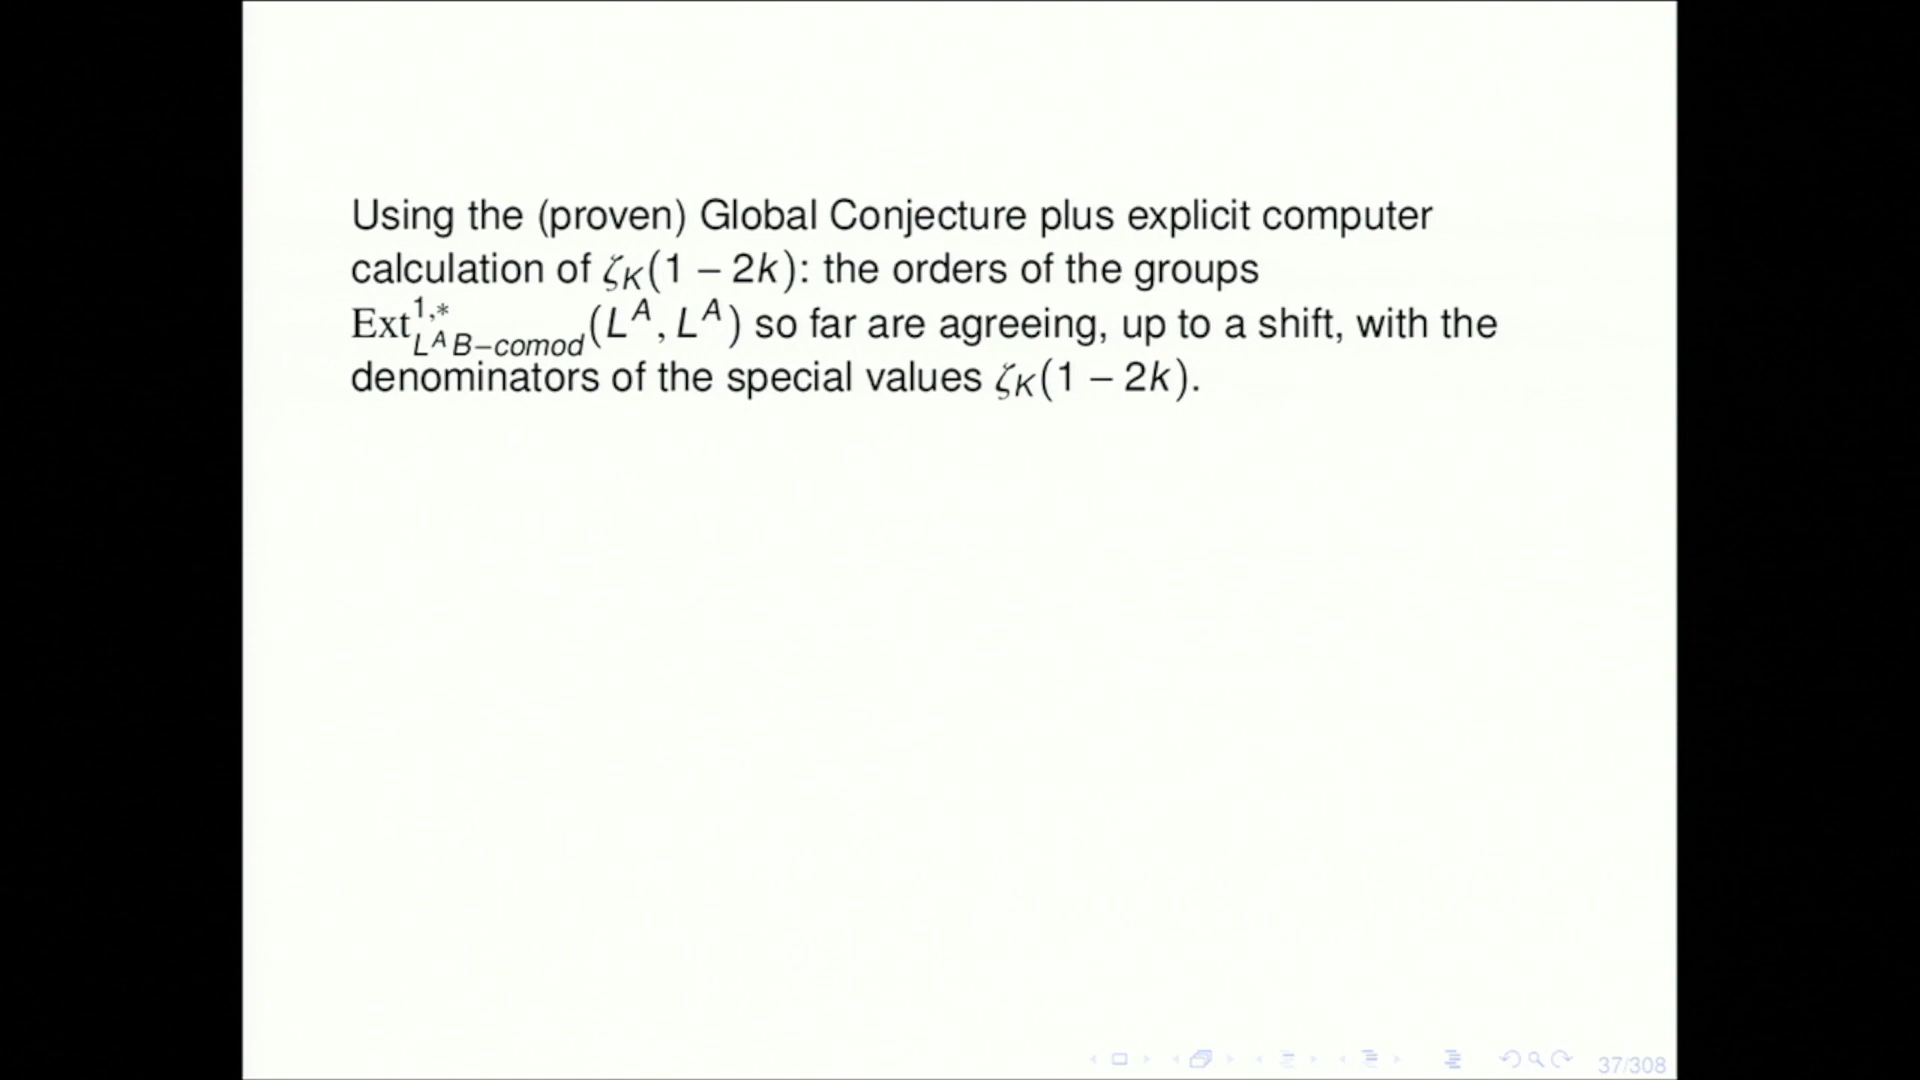 Using the (proven) Global Conjecture plus explicit computer
calculation of ζ_K(1 − 2k): the orders of the groups
Ext^{1,*}_{L^A B−comod}(L^A, L^A) so far are agreeing, up to a shift, with the
denominators of the special values ζ_K(1 − 2k).
37/308